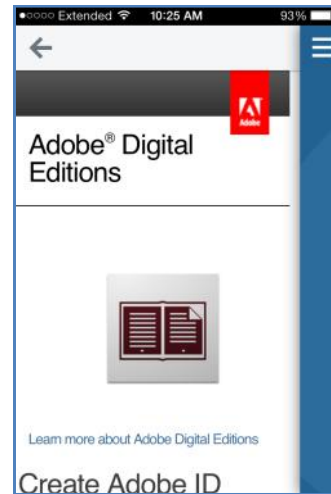 Extended 10:25 AM 93%
Adobe
Adobe® Digital
Editions
Learn more about Adobe Digital Editions
Create Adobe ID